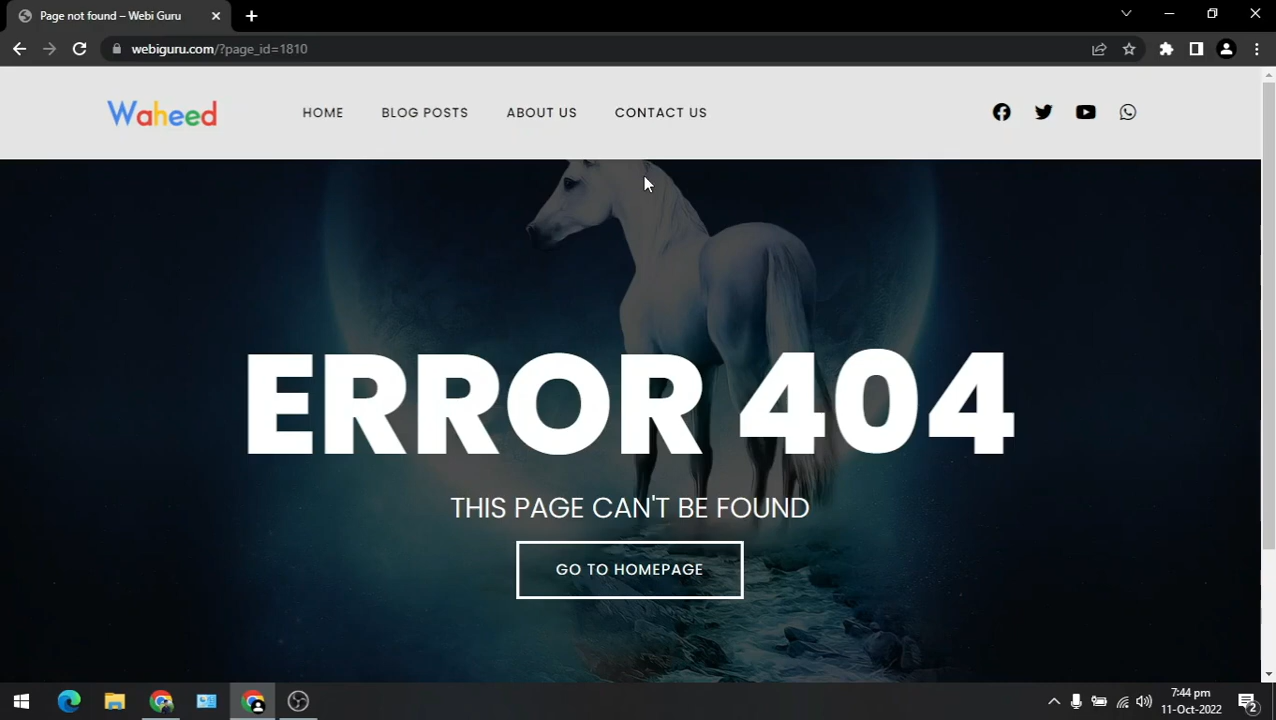 Page not found – Webi Guru
webiguru.com/?page_id=1810
Waheed
HOME
BLOG POSTS
ABOUT US
CONTACT US
ERROR 404
THIS PAGE CAN'T BE FOUND
GO TO HOMEPAGE
7:44 pm
11-Oct-2022
2